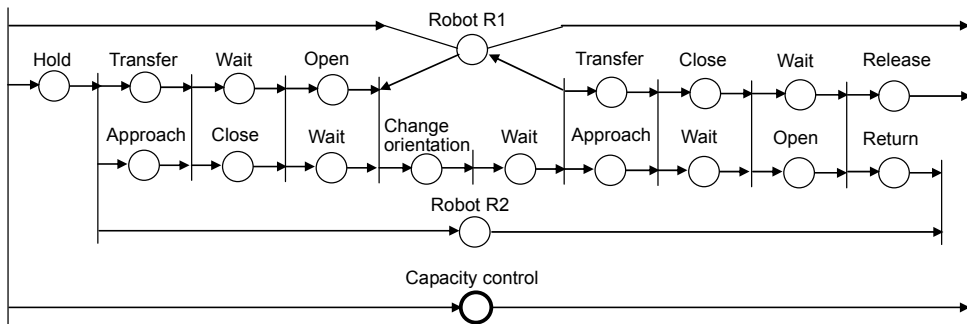 Robot R1
Hold Transfer Wait Open Transfer Close Wait Release
Approach Close Wait Change
orientation Wait Approach Wait Open Return
Robot R2
Capacity control